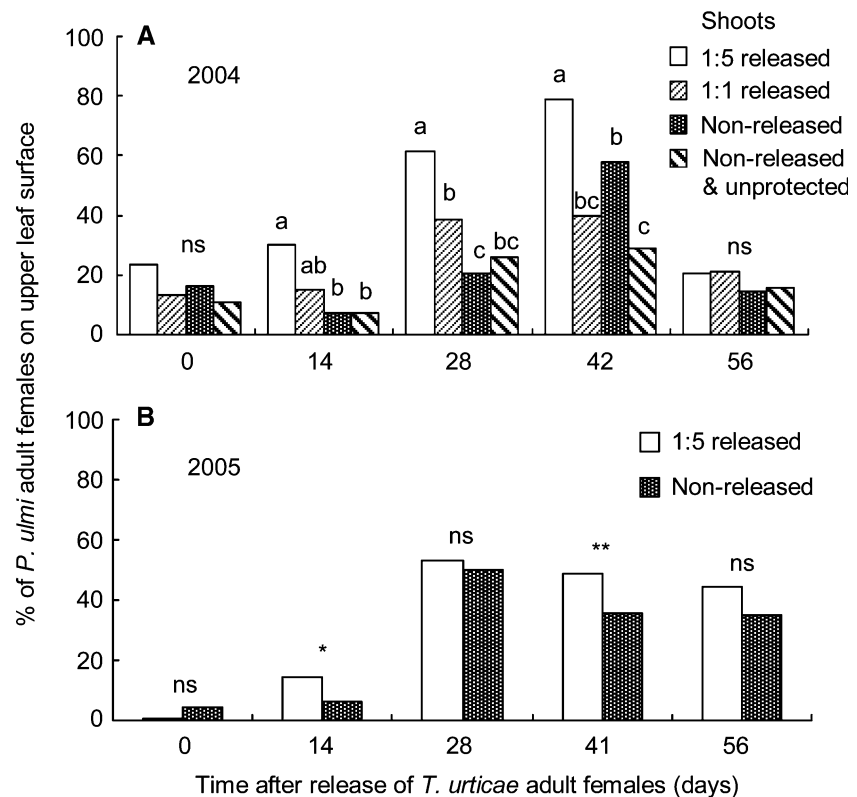 % of P. ulmi adult females on upper leaf surface
A
2004
Shoots
1:5 released
1:1 released
Non-released
Non-released
& unprotected
100
80
60
40
20
0
ns
a
ab
b
b
a
b
c
bc
a
bc
b
c
ns
0
14
28
42
56
B
2005
1:5 released
Non-released
100
80
60
40
20
0
ns
*
ns
**
ns
0
14
28
41
56
Time after release of T. urticae adult females (days)